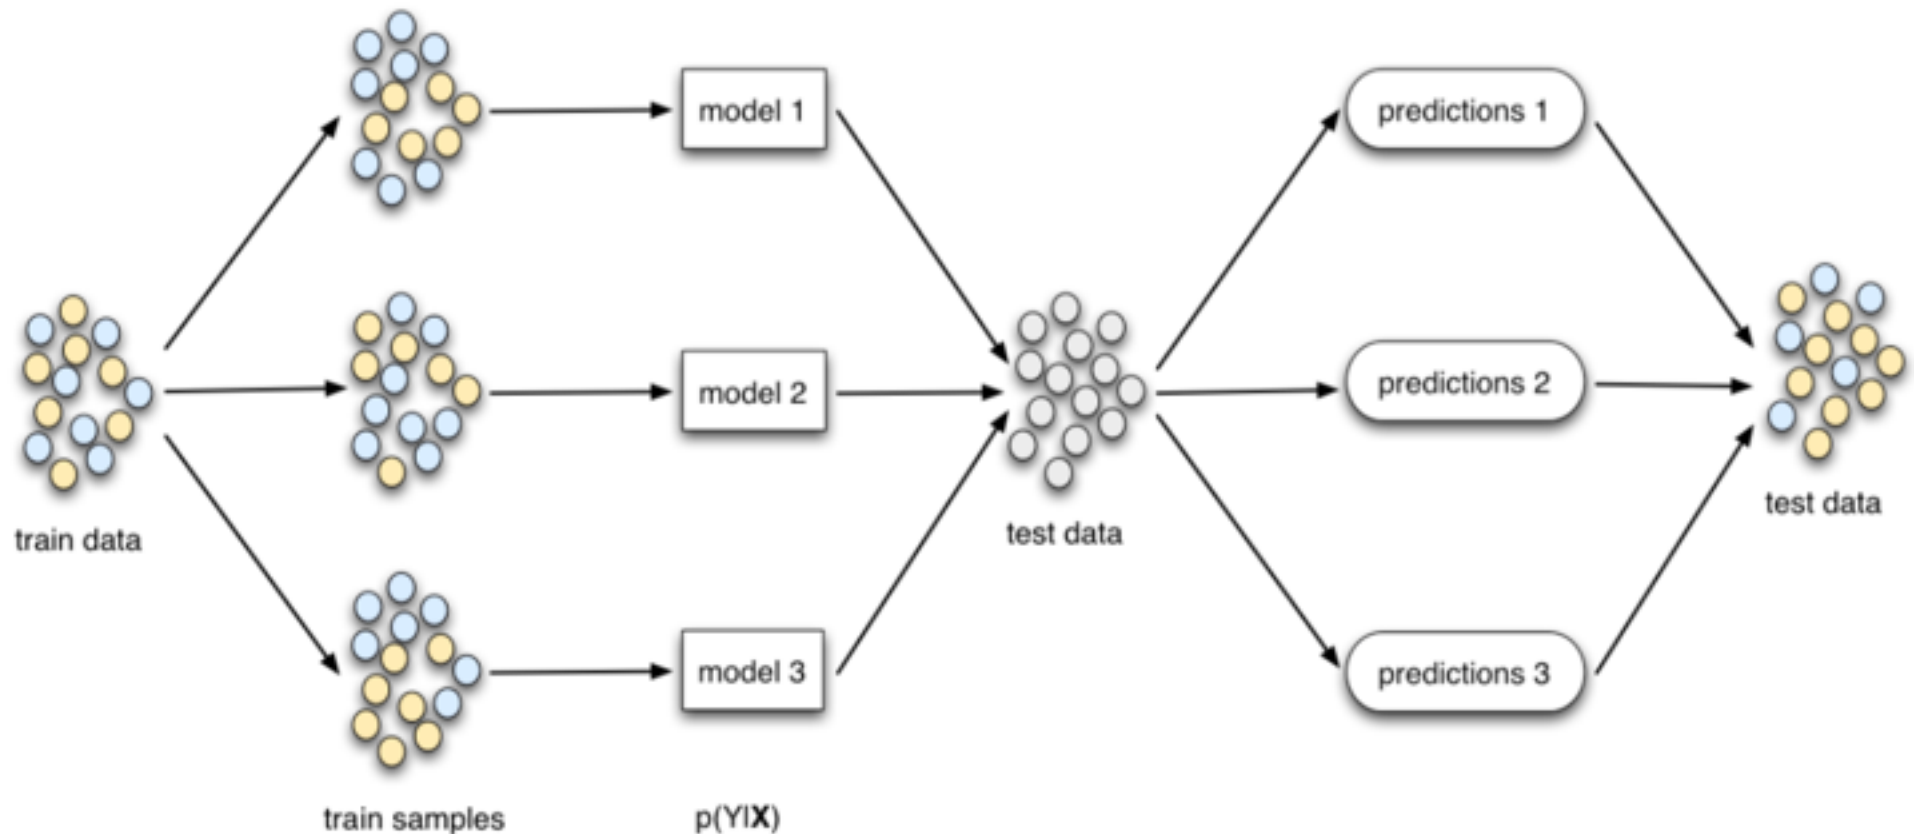 model 1
predictions 1
model 2
predictions 2
test data
test data
train data
model 3
predictions 3
train samples
p(Y|X)